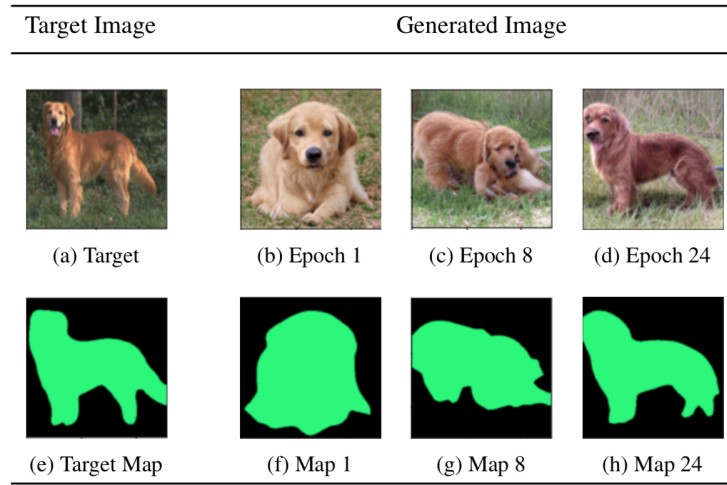 Target Image Generated Image
(a) Target (b) Epoch 1 (c) Epoch 8 (d) Epoch 24
(e) Target Map (f) Map 1 (g) Map 8 (h) Map 24